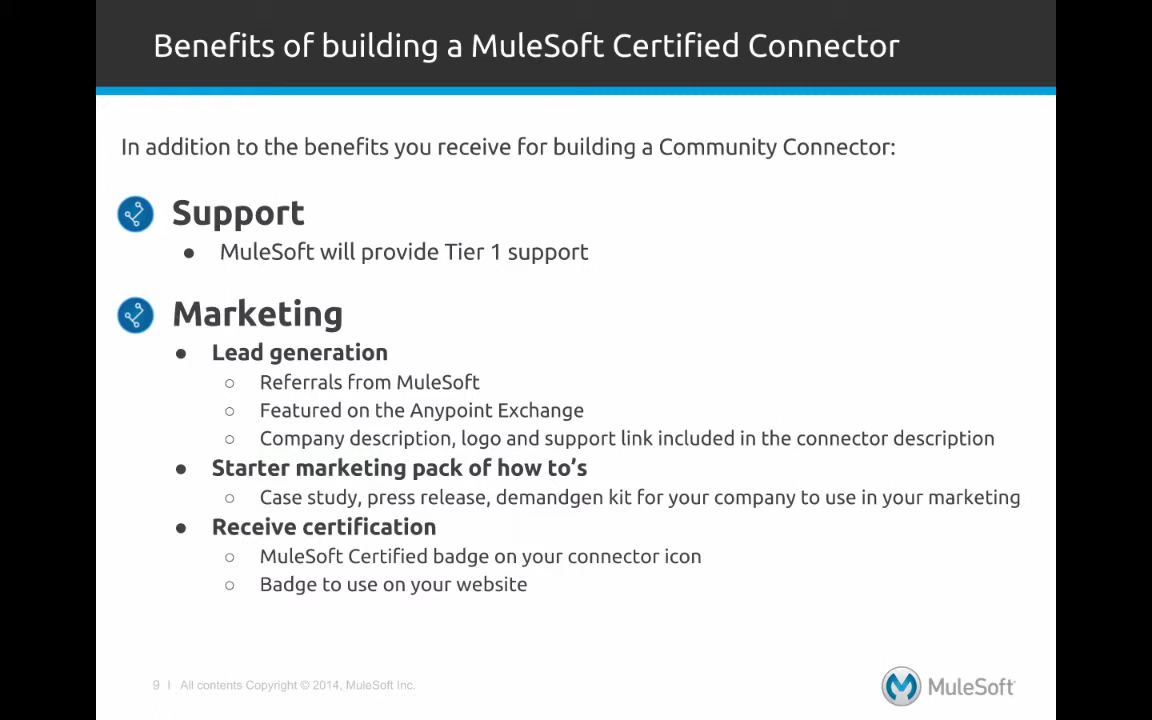 Benefits of building a MuleSoft Certified Connector
In addition to the benefits you receive for building a Community Connector:
Support
● MuleSoft will provide Tier 1 support
Marketing
● Lead generation
○ Referrals from MuleSoft
○ Featured on the Anypoint Exchange
○ Company description, logo and support link included in the connector description
● Starter marketing pack of how to’s
○ Case study, press release, demandgen kit for your company to use in your marketing
● Receive certification
○ MuleSoft Certified badge on your connector icon
○ Badge to use on your website
9 I All contents Copyright © 2014, MuleSoft Inc.
MuleSoft